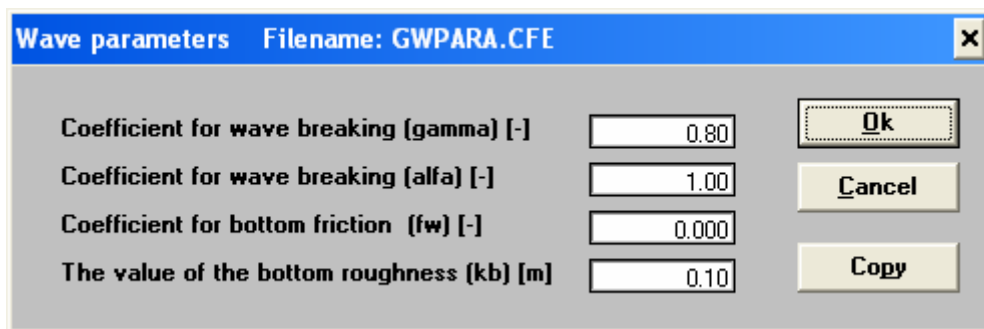 Wave parameters Filename: GWPARA.CFE
Coefficient for wave breaking (gamma) [-] 0.80
Ok
Coefficient for wave breaking (alfa) [-] 1.00
Cancel
Coefficient for bottom friction (fw) [-] 0.000
The value of the bottom roughness (kb) [m] 0.10
Copy